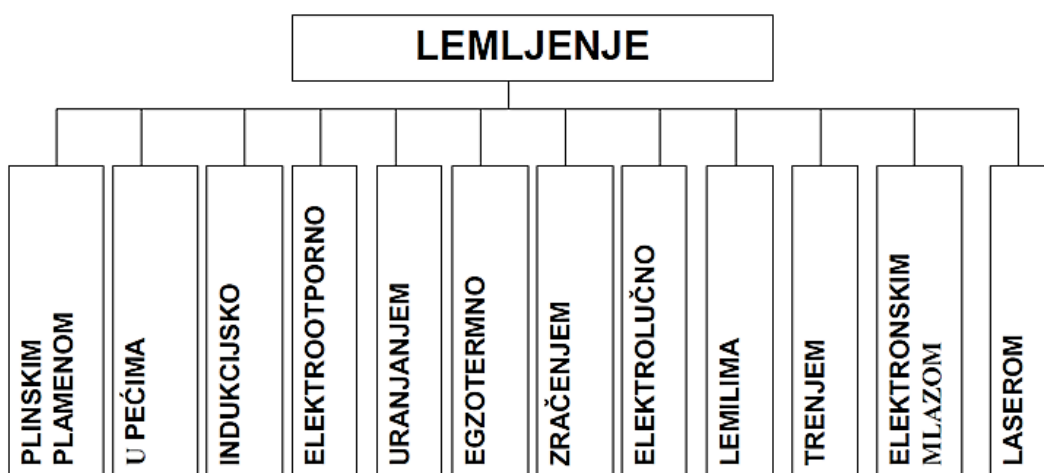 LEMLJENJE
PLINSKIM
PLAMENOM
U PEĆIMA
INDUKCIJSKO
ELEKTROOTPORNO
URANJANJEM
EGZOTERMNO
ZRAČENJEM
ELEKTROLUČNO
LEMILIMA
TRENJEM
ELEKTRONSKIM
MLAZOM
LASEROM